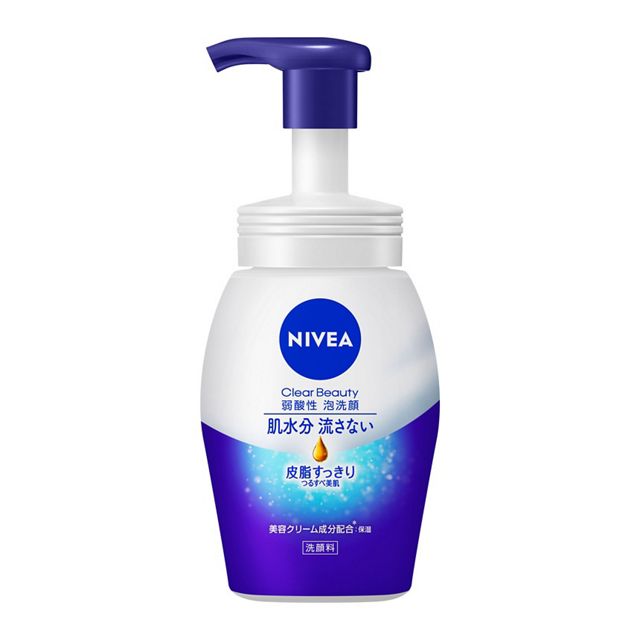 NIVEA
Clear Beauty
弱酸性 泡洗顔
肌水分 流さない
皮脂すっきり
つるすべ美肌
美容クリーム成分配合*:保湿
洗顔料